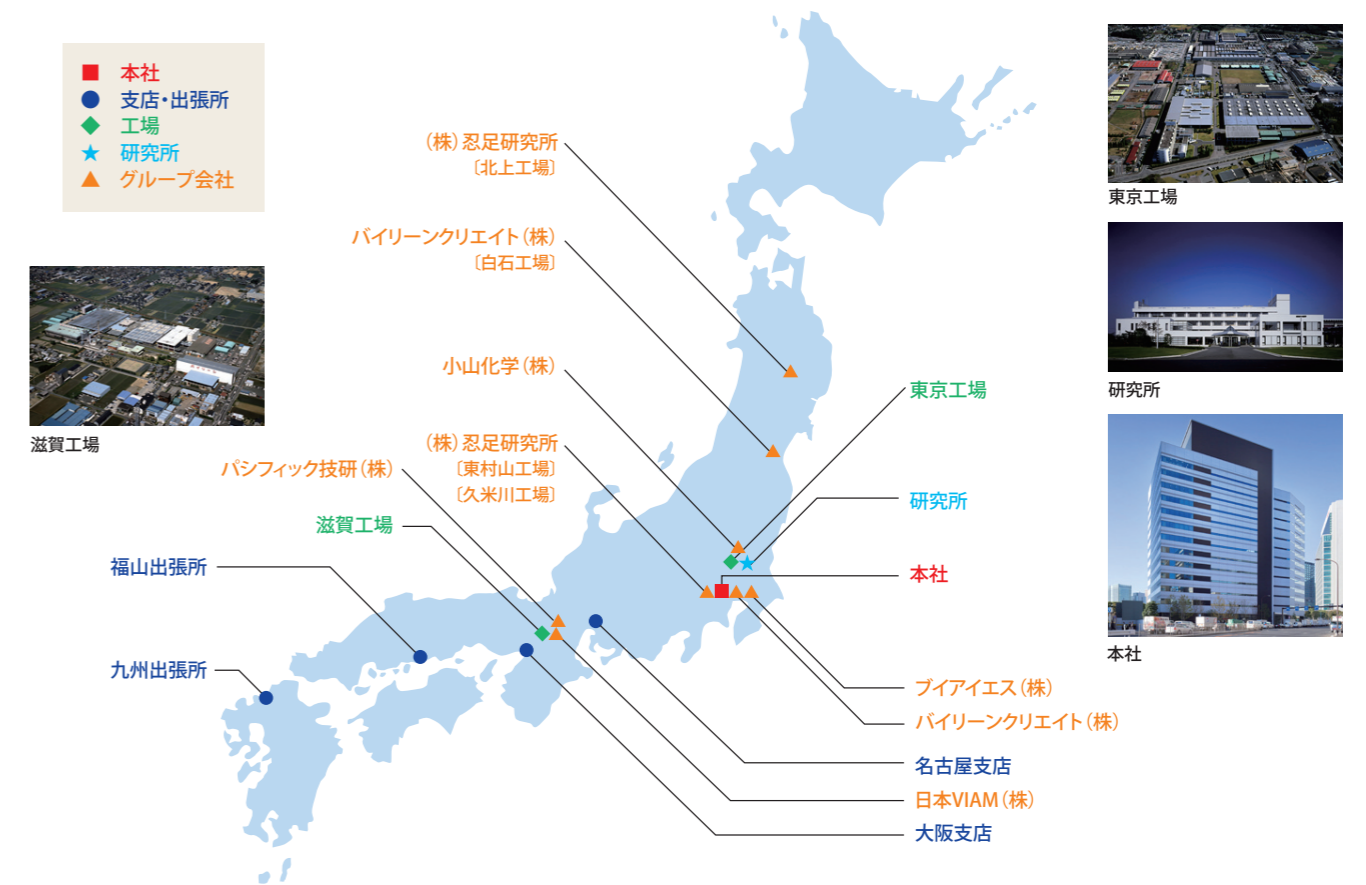 本社
支店・出張所
工場
研究所
グループ会社
滋賀工場
(株)忍足研究所
〔北上工場〕
バイリーンクリエイト(株)
〔白石工場〕
小山化学(株)
(株)忍足研究所
〔東村山工場〕
〔久米川工場〕
パシフィック技研(株)
滋賀工場
福山出張所
九州出張所
東京工場
研究所
本社
ブイアイエス(株)
バイリーンクリエイト(株)
名古屋支店
日本VIAM(株)
大阪支店
東京工場
研究所
本社